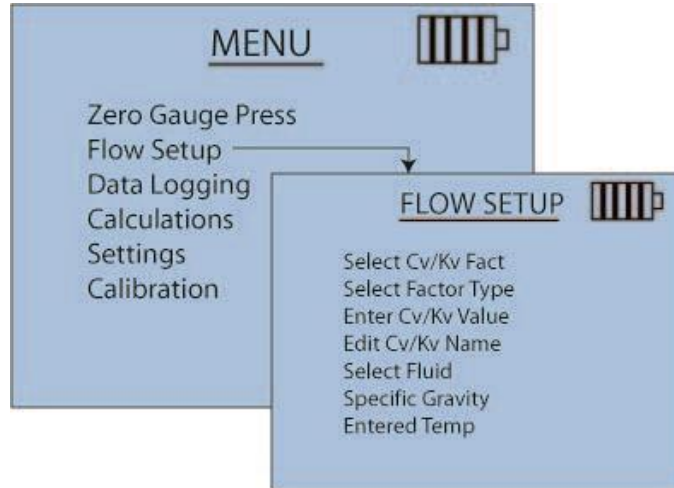 MENU
Zero Gauge Press
Flow Setup
Data Logging
Calculations
Settings
Calibration
FLOW SETUP
Select Cv/Kv Fact
Select Factor Type
Enter Cv/Kv Value
Edit Cv/Kv Name
Select Fluid
Specific Gravity
Entered Temp